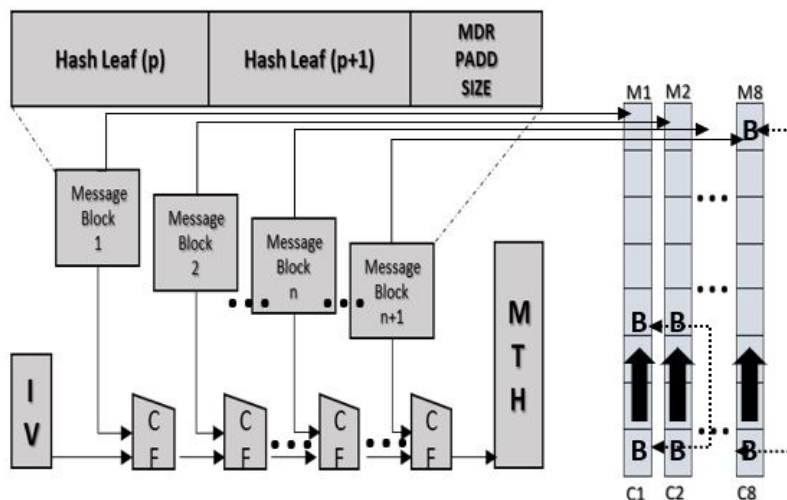 Hash Leaf (p)
Hash Leaf (p+1)
MDR
PADD
SIZE
Message
Block
1
Message
Block
2
Message
Block
n
Message
Block
n+1
I
V
C
F
C
F
C
F
C
F
M
T
H
M1 M2 M8
B
B B
B B B
C1 C2 C8